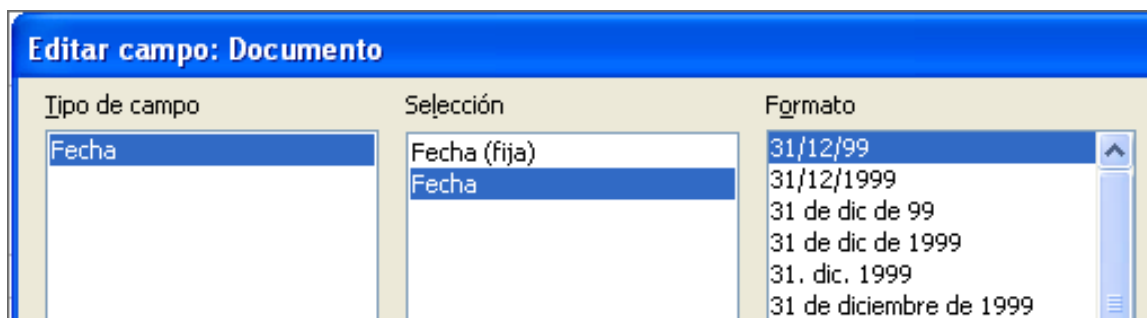 Editar campo: Documento
Tipo de campo
Fecha
Selección
Fecha (fija)
Fecha
Formato
31/12/99
31/12/1999
31 de dic de 99
31 de dic de 1999
31. dic. 1999
31 de diciembre de 1999